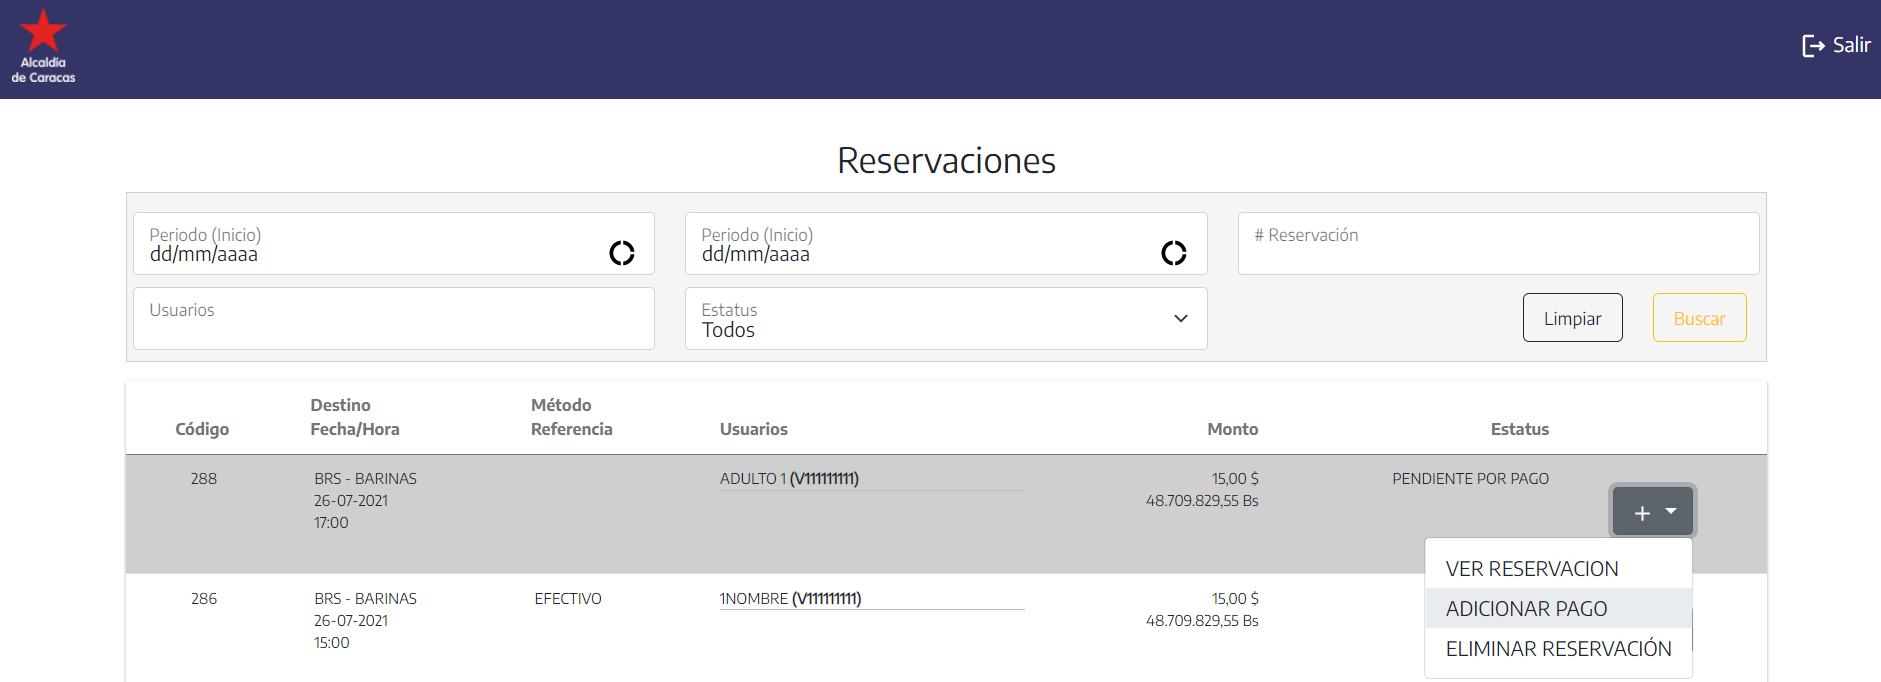 Alcaldía
de Caracas
Salir
Reservaciones
Periodo (Inicio)
dd/mm/aaaa
Periodo (Inicio)
dd/mm/aaaa
# Reservación
Usuarios
Estatus
Todos
Limpiar
Buscar
Código
Destino
Fecha/Hora
Método
Referencia
Usuarios
Monto
Estatus
288
BRS - BARINAS
26-07-2021
17:00
ADULTO 1 (V111111111)
15,00 $
48.709.829,55 Bs
PENDIENTE POR PAGO
+
VER RESERVACION
ADICIONAR PAGO
ELIMINAR RESERVACIÓN
286
BRS - BARINAS
26-07-2021
15:00
EFECTIVO
1NOMBRE (V111111111)
15,00 $
48.709.829,55 Bs